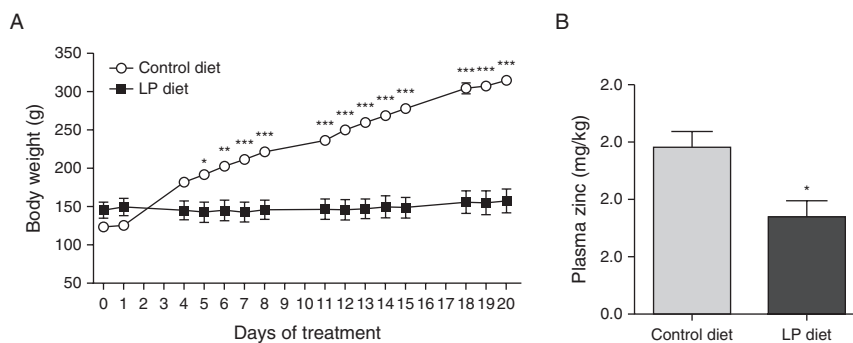 A
350
300
250
200
150
100
50
Body weight (g)
Control diet
LP diet
* ** *** *** *** *** *** *** *** *** *** ***
0 1 2 3 4 5 6 7 8 9 10 11 12 13 14 15 16 17 18 19 20
Days of treatment
B
2.0
2.0
2.0
2.0
0.0
Plasma zinc (mg/kg)
*
Control diet LP diet